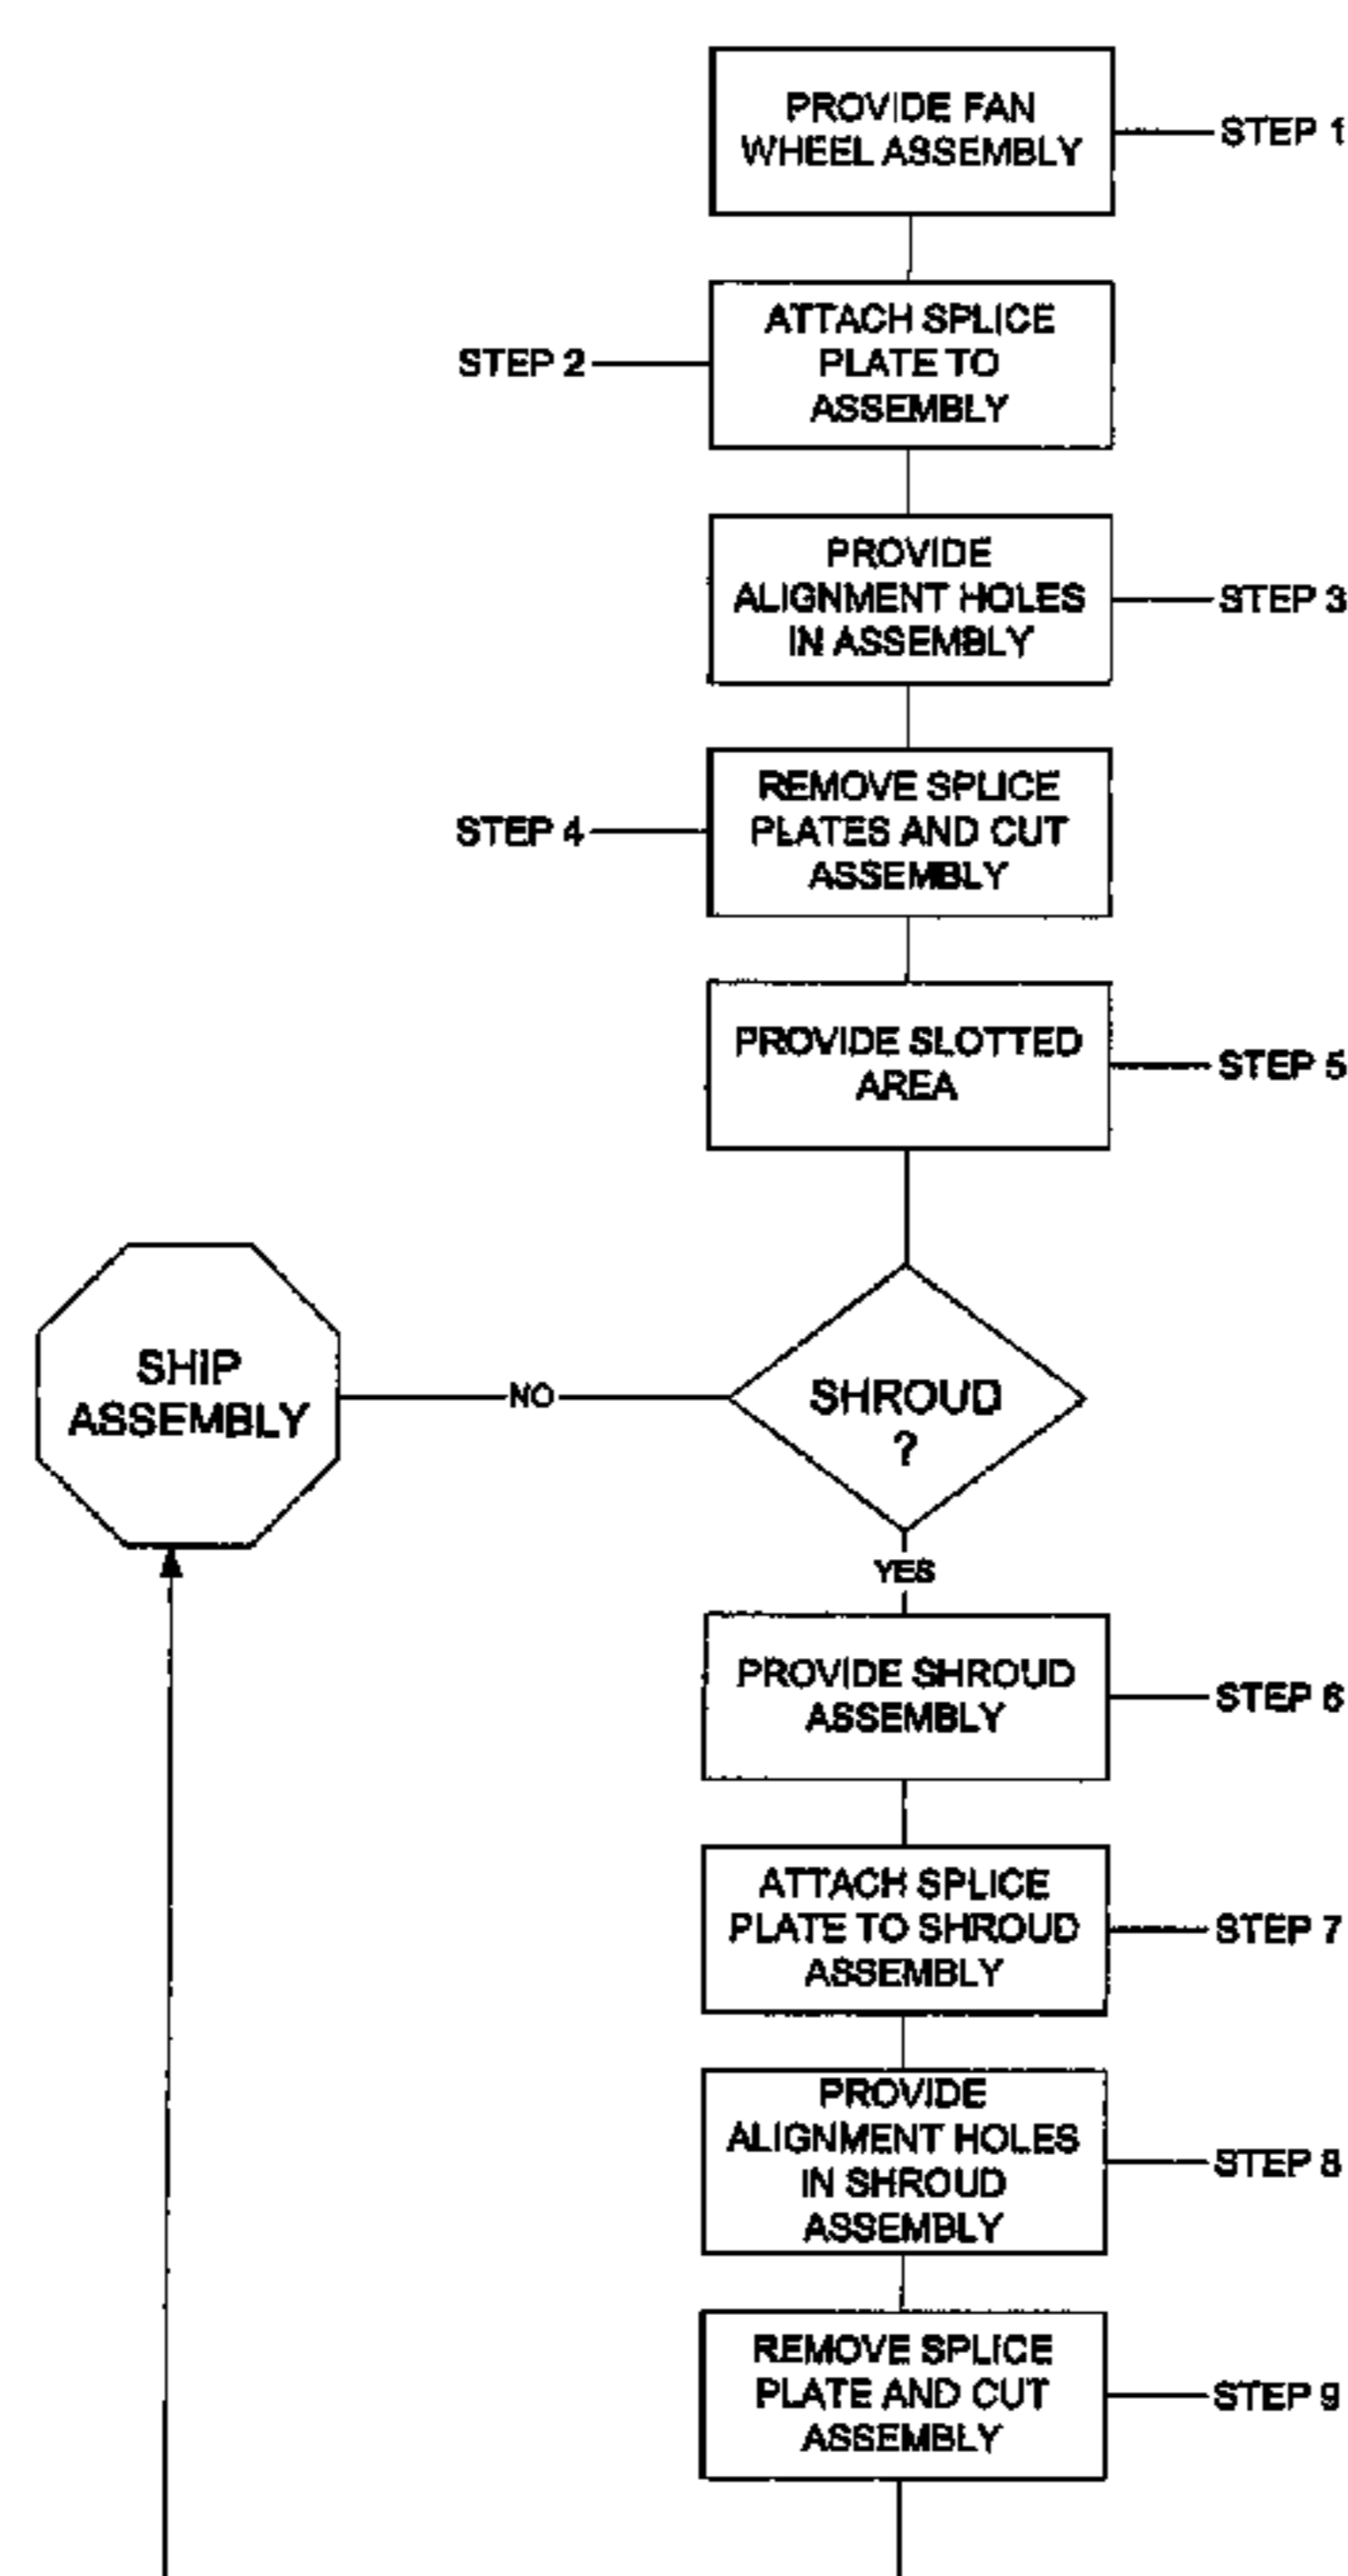 PROVIDE FAN
WHEEL ASSEMBLY
STEP 1
ATTACH SPLICE
PLATE TO
ASSEMBLY
STEP 2
PROVIDE
ALIGNMENT HOLES
IN ASSEMBLY
STEP 3
REMOVE SPLICE
PLATES AND CUT
ASSEMBLY
STEP 4
PROVIDE SLOTTED
AREA
STEP 5
SHROUD
?
NO
SHIP
ASSEMBLY
YES
PROVIDE SHROUD
ASSEMBLY
STEP 6
ATTACH SPLICE
PLATE TO SHROUD
ASSEMBLY
STEP 7
PROVIDE
ALIGNMENT HOLES
IN SHROUD
ASSEMBLY
STEP 8
REMOVE SPLICE
PLATE AND CUT
ASSEMBLY
STEP 9